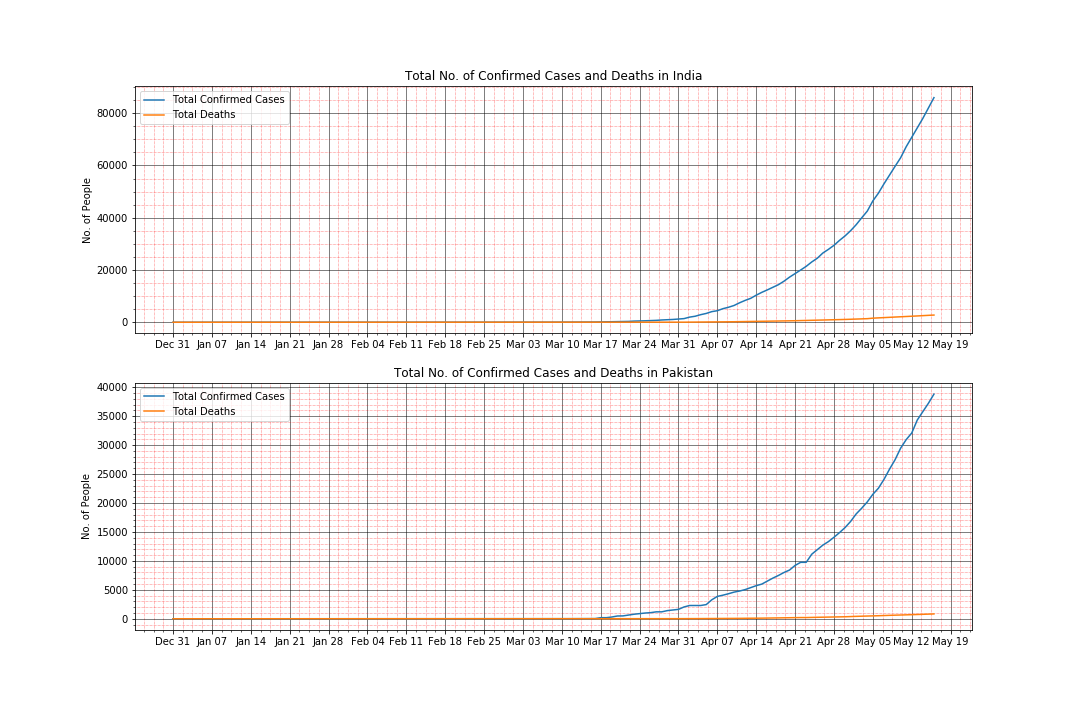 Total No. of Confirmed Cases and Deaths in India
Total Confirmed Cases
Total Deaths
No. of People
80000
60000
40000
20000
0
Dec 31 Jan 07 Jan 14 Jan 21 Jan 28 Feb 04 Feb 11 Feb 18 Feb 25 Mar 03 Mar 10 Mar 17 Mar 24 Mar 31 Apr 07 Apr 14 Apr 21 Apr 28 May 05 May 12 May 19
Total No. of Confirmed Cases and Deaths in Pakistan
Total Confirmed Cases
Total Deaths
No. of People
40000
35000
30000
25000
20000
15000
10000
5000
0
Dec 31 Jan 07 Jan 14 Jan 21 Jan 28 Feb 04 Feb 11 Feb 18 Feb 25 Mar 03 Mar 10 Mar 17 Mar 24 Mar 31 Apr 07 Apr 14 Apr 21 Apr 28 May 05 May 12 May 19